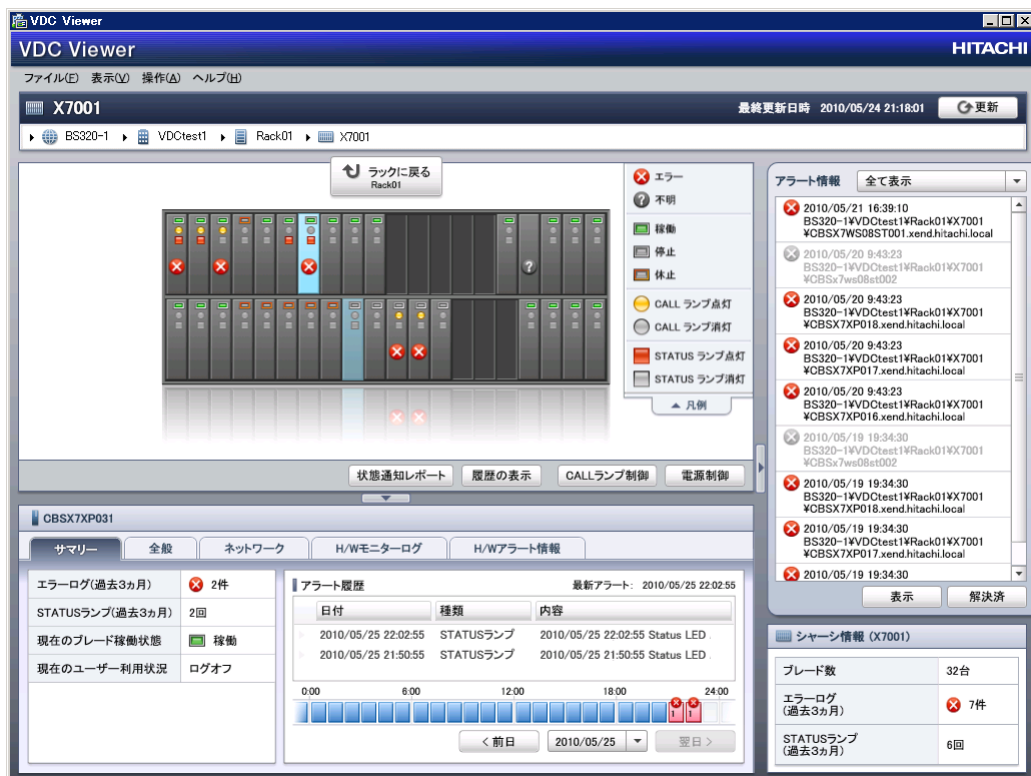 VDC Viewer
VDC Viewer
HITACHI
ファイル(F) 表示(V) 操作(A) ヘルプ(H)
X7001
最終更新日時 2010/05/24 21:18:01
更新
BS320-1 VDCtest1 Rack01 X7001
ラックに戻る
Rack01
エラー
不明
稼働
停止
休止
CALL ランプ点灯
CALL ランプ消灯
STATUS ランプ点灯
STATUS ランプ消灯
凡例
状態通知レポート
履歴の表示
CALLランプ制御
電源制御
アラート情報
全て表示
2010/05/21 16:39:10
BS320-1¥VDCtest1¥Rack01¥X7001
¥CBSX7WS08ST001.xend.hitachi.local
2010/05/20 9:43:23
BS320-1¥VDCtest1¥Rack01¥X7001
¥CBSx7ws08st002
2010/05/20 9:43:23
BS320-1¥VDCtest1¥Rack01¥X7001
¥CBSX7XP018.xend.hitachi.local
2010/05/20 9:43:23
BS320-1¥VDCtest1¥Rack01¥X7001
¥CBSX7XP017.xend.hitachi.local
2010/05/20 9:43:23
BS320-1¥VDCtest1¥Rack01¥X7001
¥CBSX7XP016.xend.hitachi.local
2010/05/19 19:34:30
BS320-1¥VDCtest1¥Rack01¥X7001
¥CBSx7ws08st002
2010/05/19 19:34:30
BS320-1¥VDCtest1¥Rack01¥X7001
¥CBSX7XP018.xend.hitachi.local
2010/05/19 19:34:30
BS320-1¥VDCtest1¥Rack01¥X7001
¥CBSX7XP017.xend.hitachi.local
2010/05/19 19:34:30
表示
解決済
CBSX7XP031
サマリー
全般
ネットワーク
H/Wモニターログ
H/Wアラート情報
エラーログ(過去3ヵ月) 2件
STATUSランプ(過去3ヵ月) 2回
現在のブレード稼働状態 稼働
現在のユーザー利用状況 ログオフ
アラート履歴
最新アラート: 2010/05/25 22:02:55
日付 種類 内容
2010/05/25 22:02:55 STATUSランプ 2010/05/25 22:02:55 Status LED
2010/05/25 21:50:55 STATUSランプ 2010/05/25 21:50:55 Status LED
0:00 6:00 12:00 18:00 24:00
1 1
< 前日
2010/05/25
翌日 >
シャーシ情報 (X7001)
ブレード数 32台
エラーログ
(過去3ヵ月)
7件
STATUSランプ
(過去3ヵ月)
6回